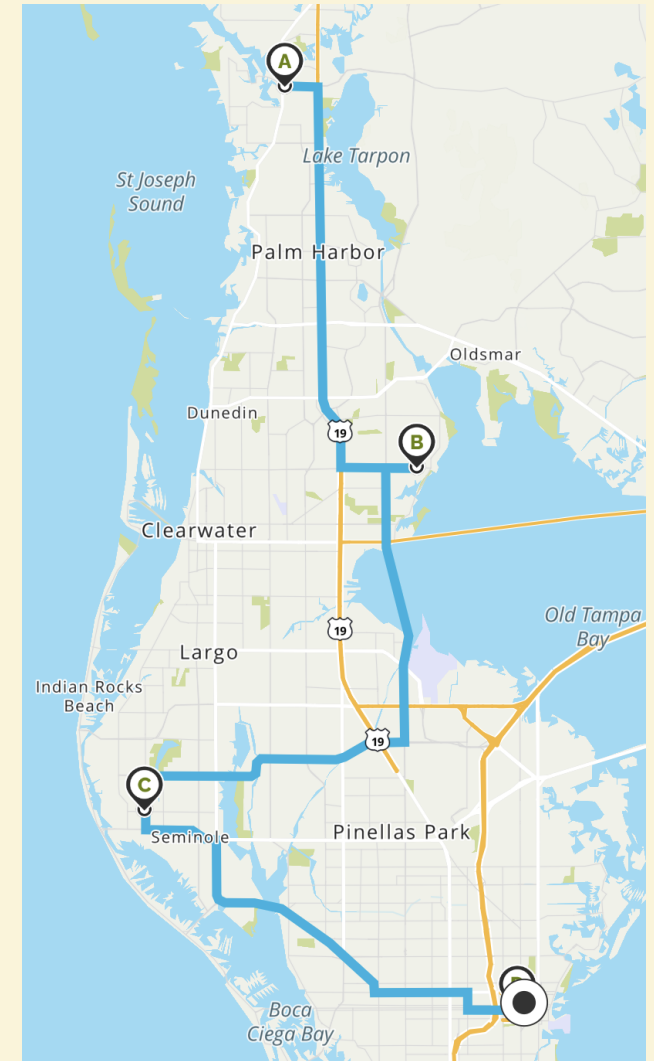 A
Lake Tarpon
St Joseph
Sound
Palm Harbor
Oldsmar
Dunedin
19
B
Clearwater
Old Tampa
Bay
19
Largo
Indian Rocks
Beach
19
C
Seminole
Pinellas Park
Boca
Ciega Bay